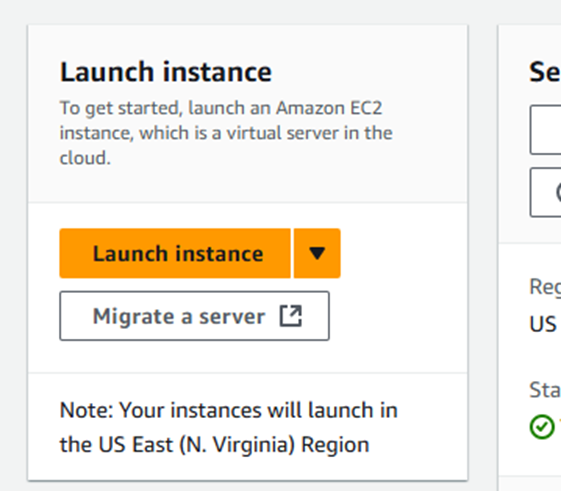 Launch instance
To get started, launch an Amazon EC2
instance, which is a virtual server in the
cloud.
Launch instance
Migrate a server
Note: Your instances will launch in
the US East (N. Virginia) Region
Se
Reg
US
Sta